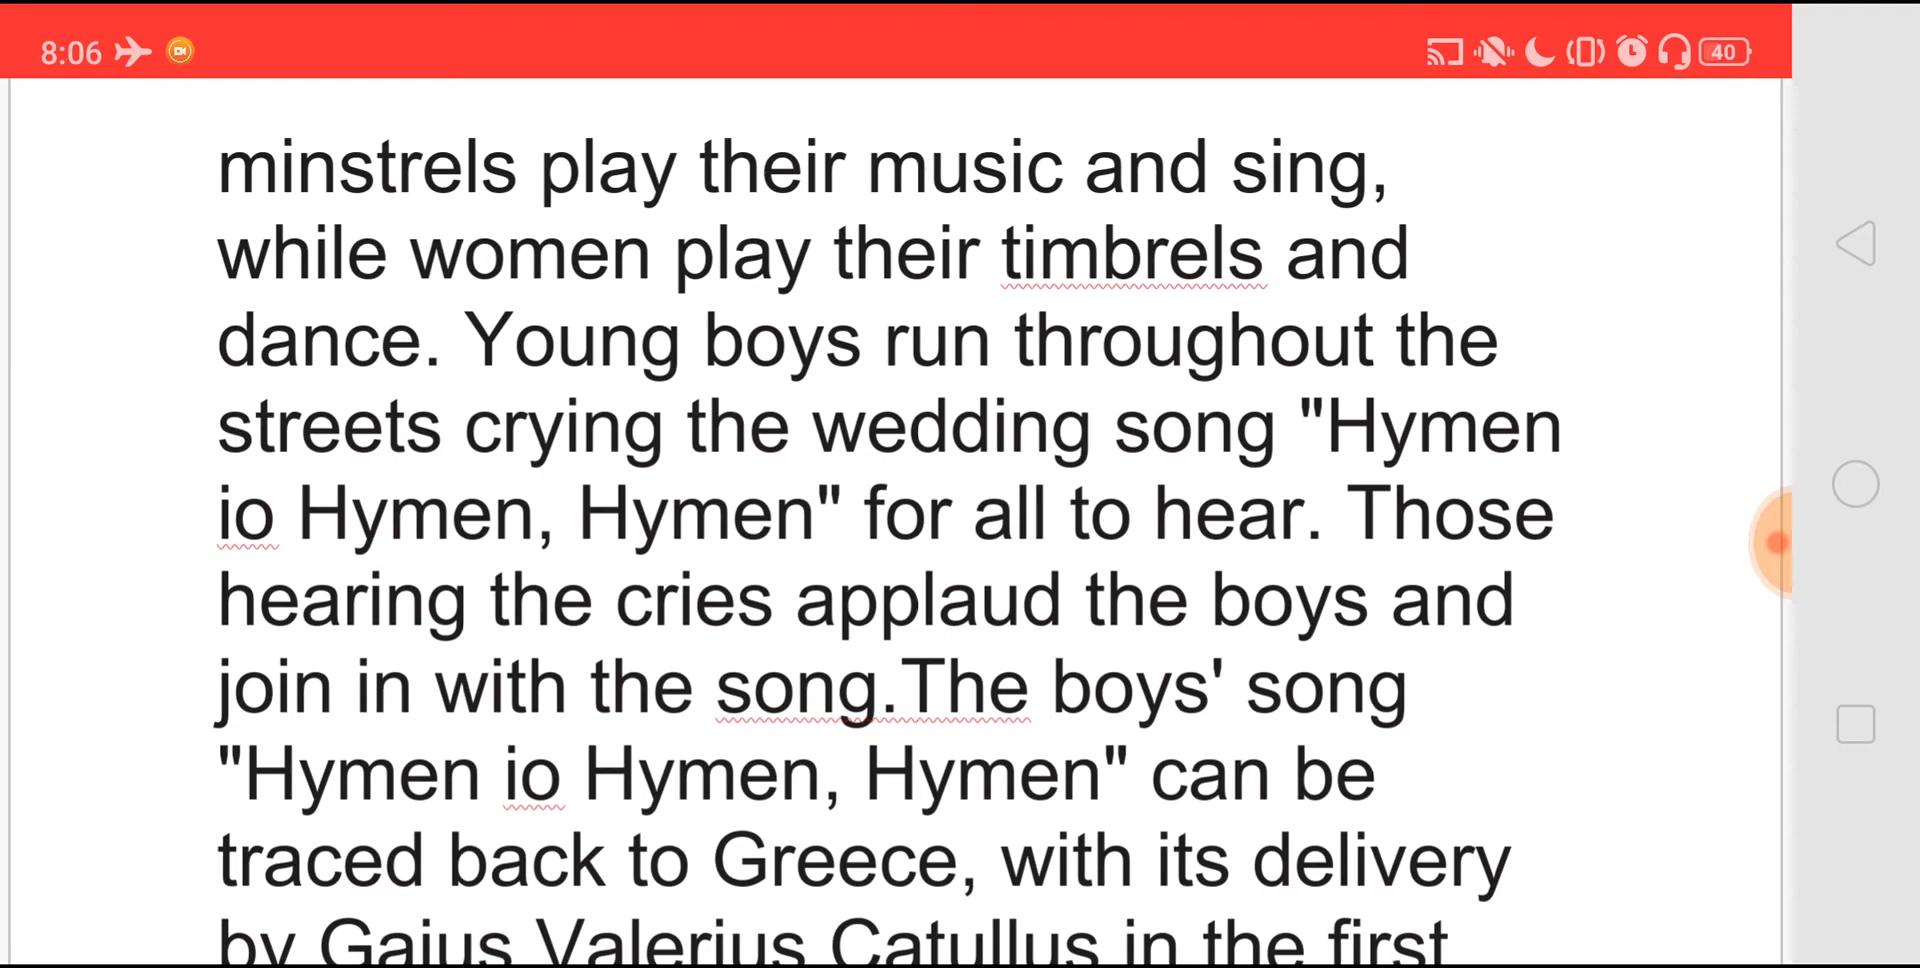 8:06
40
minstrels play their music and sing,
while women play their timbrels and
dance. Young boys run throughout the
streets crying the wedding song "Hymen
io Hymen, Hymen" for all to hear. Those
hearing the cries applaud the boys and
join in with the song.The boys' song
"Hymen io Hymen, Hymen" can be
traced back to Greece, with its delivery
by Gaius Valerius Catullus in the first